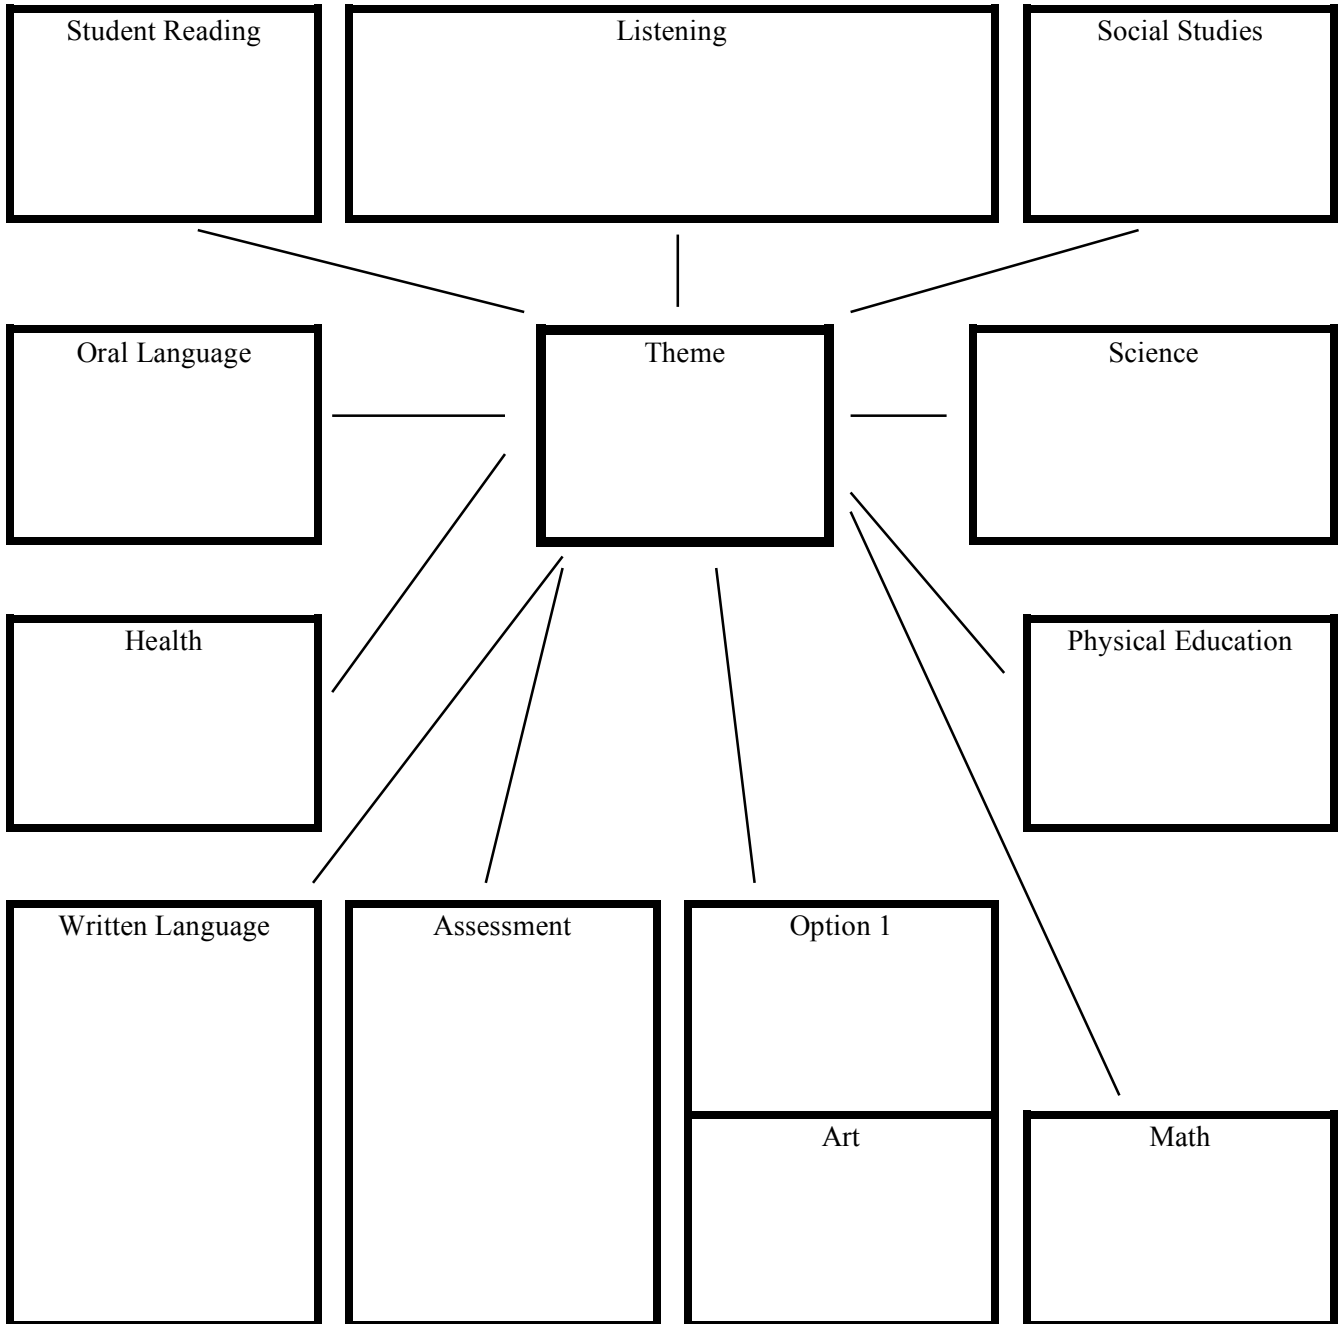 Student Reading
Listening
Social Studies
Oral Language
Theme
Science
Health
Physical Education
Written Language
Assessment
Option 1
Art
Math